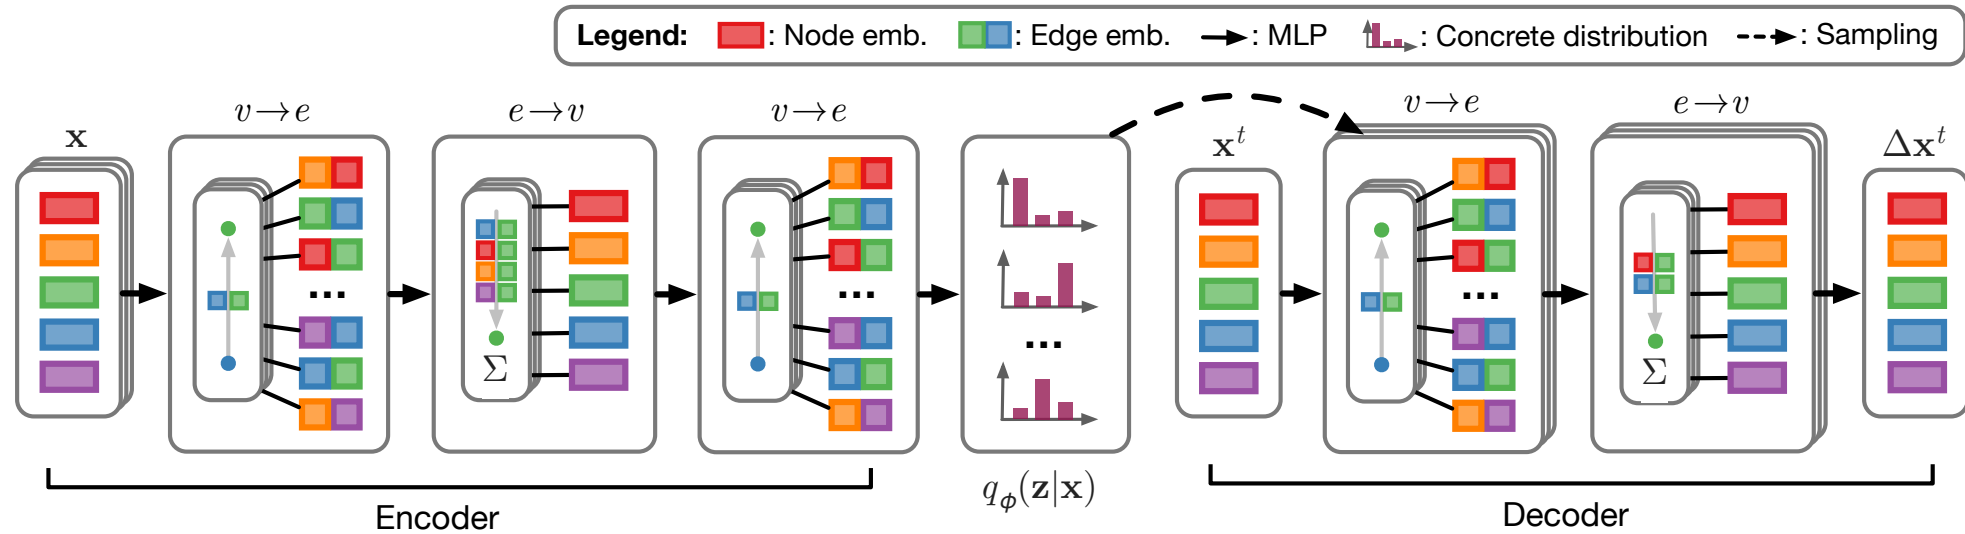 Legend: : Node emb. : Edge emb. : MLP : Concrete distribution : Sampling
x
v→e
e→v
v→e
x^t
v→e
e→v
Δx^t
...
...
...
...
Σ
Σ
q_ϕ(z|x)
Encoder
Decoder